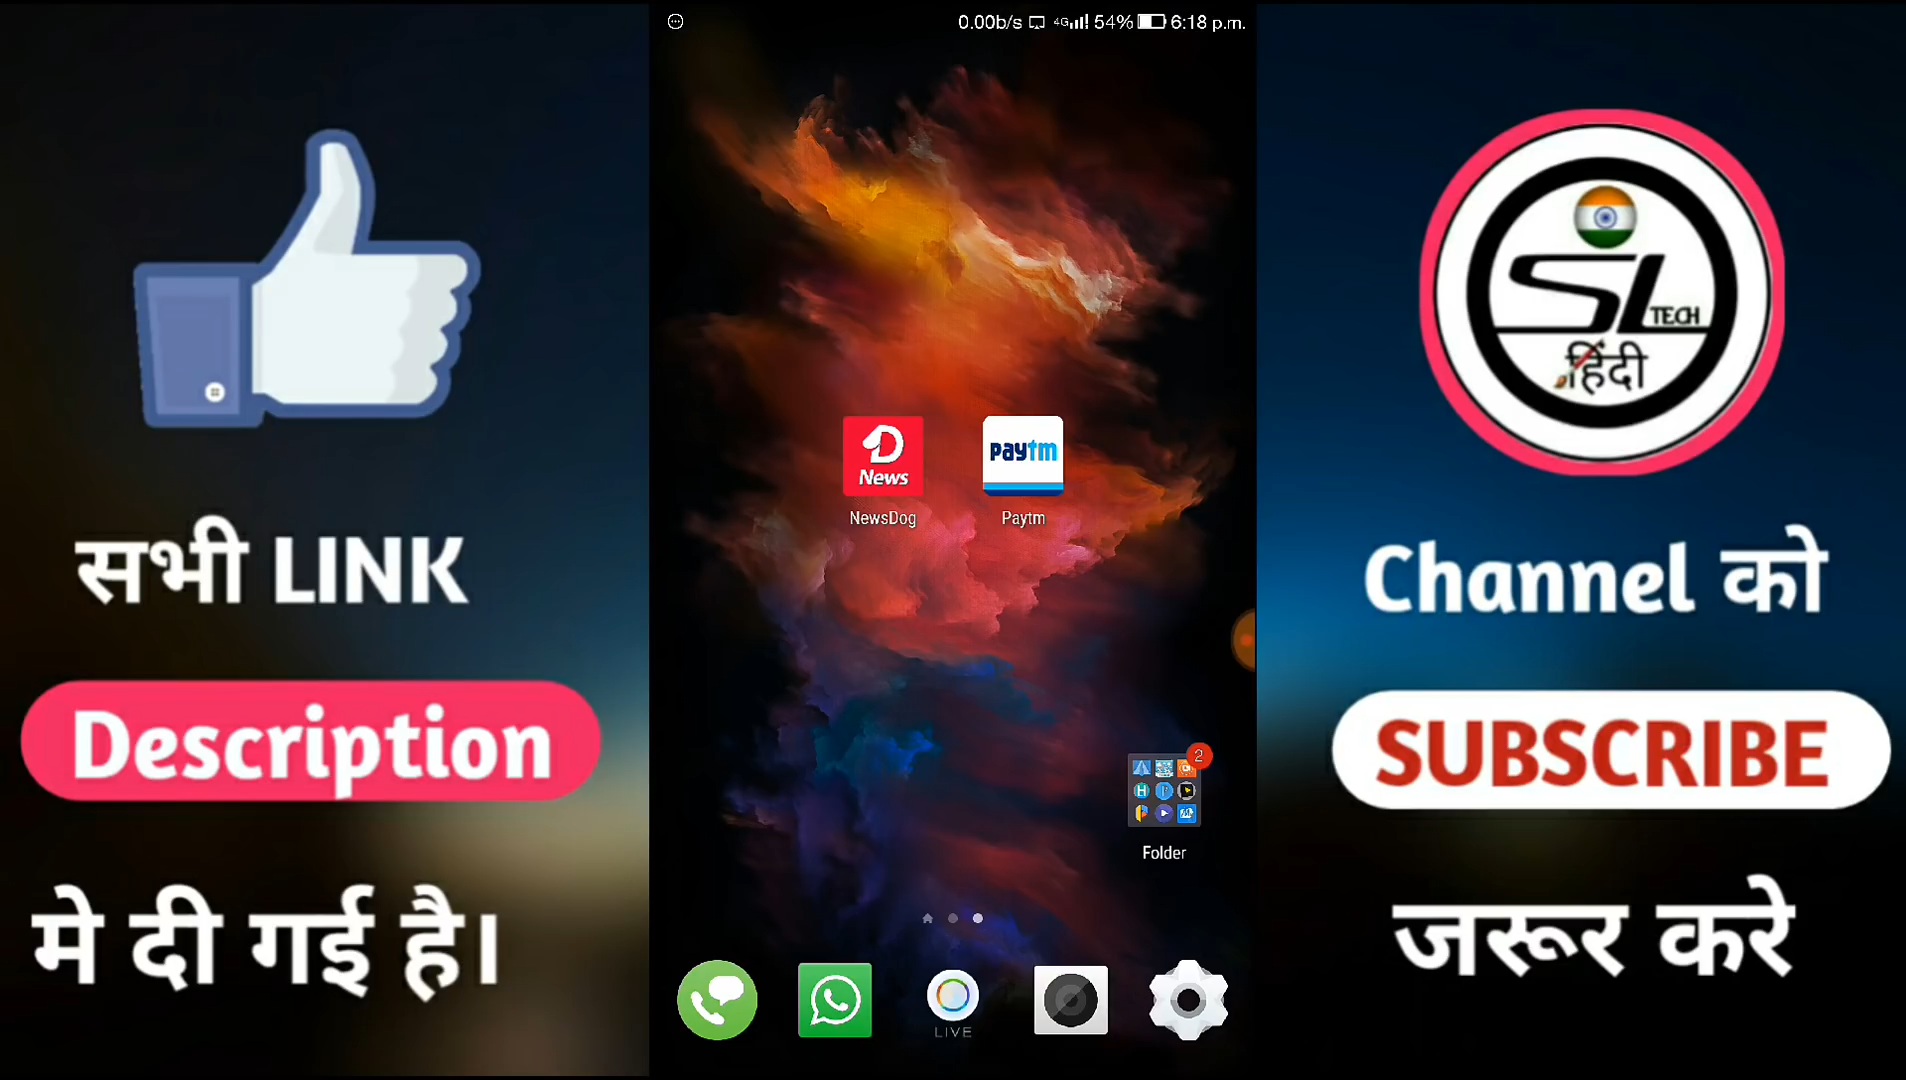 0.00b/s 4G 54% 6:18 p.m.
सभी LINK
Description
मे दी गई है।
News
NewsDog
paytm
Paytm
2
Folder
LIVE
SL
TECH
हिंदी
Channel को
SUBSCRIBE
जरूर करे